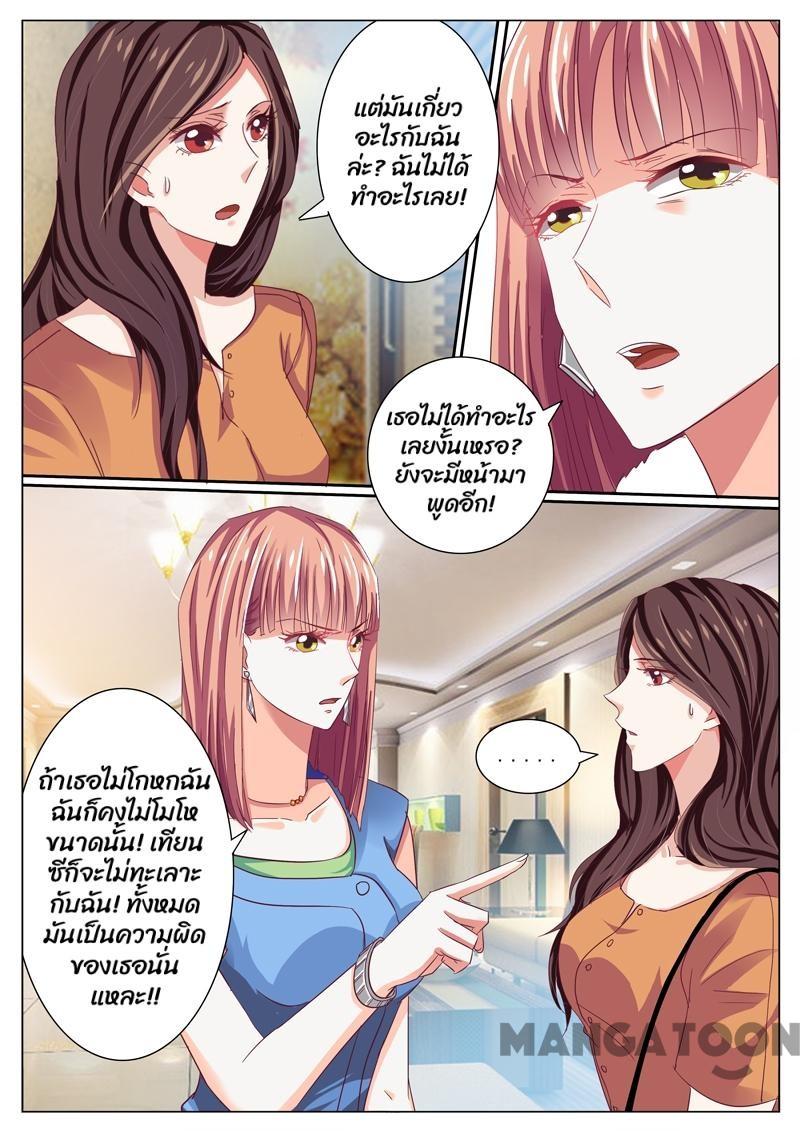 แต่มันเกี่ยว
อะไรกับฉัน
ล่ะ? ฉันไม่ได้
ทำอะไรเลย!
เธอไม่ได้ทำอะไร
เลยงั้นเหรอ?
ยังจะมีหน้ามา
พูดอีก!
.....
ถ้าเธอไม่โกหกฉัน
ฉันก็คงไม่โมโห
ขนาดนั้น! เทียน
ซีก็จะไม่ทะเลาะ
กับฉัน! ทั้งหมด
มันเป็นความผิด
ของเธอนั่น
แหละ!!
MANGATOON